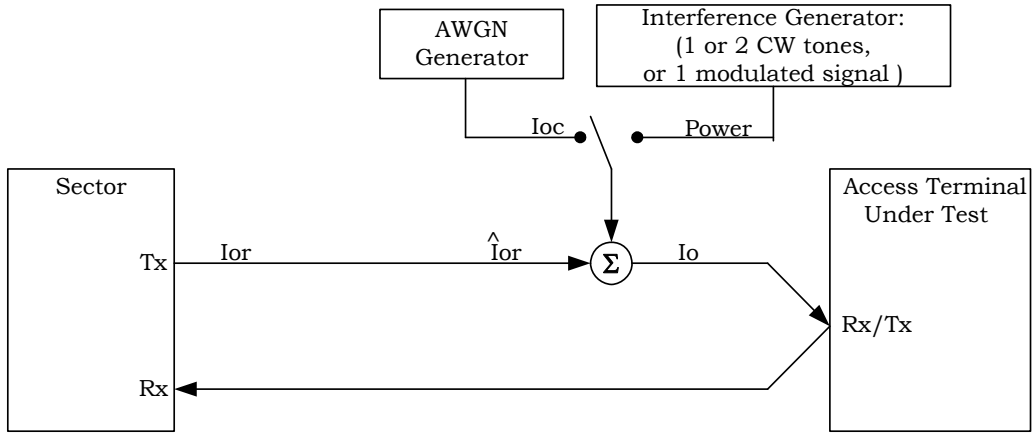 AWGN
Generator
Interference Generator:
(1 or 2 CW tones,
or 1 modulated signal )
Ioc
Power
Sector
Access Terminal
Under Test
Tx
Ior
Îor
Σ
Io
Rx/Tx
Rx